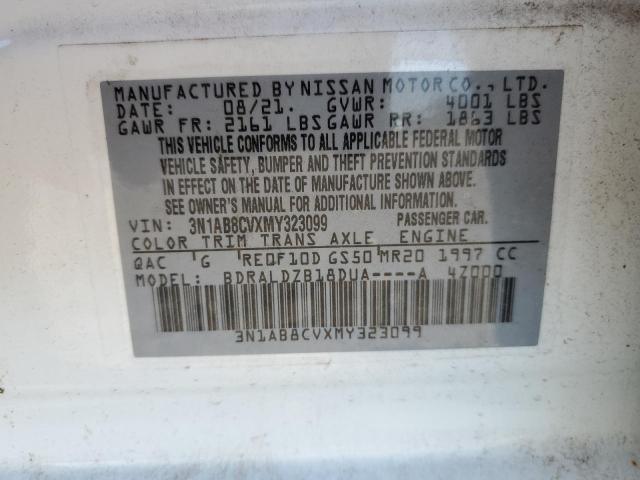 MANUFACTURED BY NISSAN MOTOR CO., LTD.
DATE: 08/21. GVWR: 4001 LBS
GAWR FR: 2161 LBS GAWR RR: 1863 LBS
THIS VEHICLE CONFORMS TO ALL APPLICABLE FEDERAL MOTOR
VEHICLE SAFETY, BUMPER AND THEFT PREVENTION STANDARDS
IN EFFECT ON THE DATE OF MANUFACTURE SHOWN ABOVE.
SEE OWNER'S MANUAL FOR ADDITIONAL INFORMATION.
VIN: 3N1AB8CVXMY323099 PASSENGER CAR.
COLOR TRIM TRANS AXLE ENGINE
QAC G RE0F10D GS50 MR20 1997 CC
MODEL: BDRALDZB18DUA----A 4Z000
3N1AB8CVXMY323099